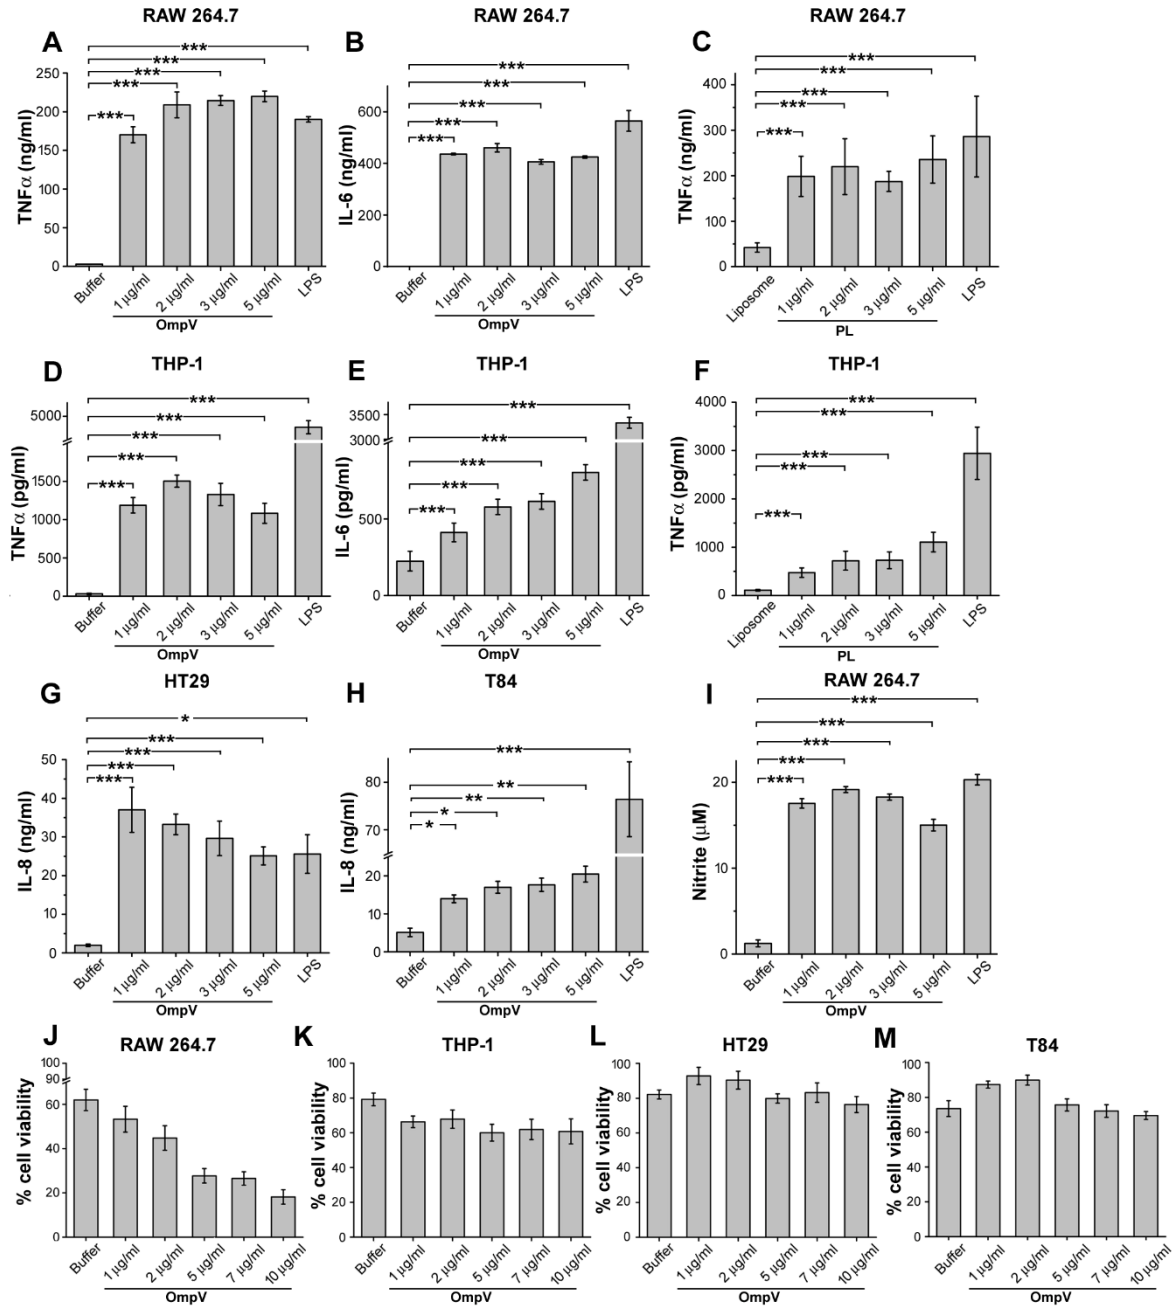 RAW 264.7 RAW 264.7 RAW 264.7
A B C
*** *** ***
*** *** ***
*** *** ***
*** *** ***
*** *** ***
TNFα (ng/ml)
250
200
150
100
50
0
Buffer 1 µg/ml 2 µg/ml 3 µg/ml 5 µg/ml LPS
OmpV
IL-6 (ng/ml)
600
400
200
0
Buffer 1 µg/ml 2 µg/ml 3 µg/ml 5 µg/ml LPS
OmpV
TNFα (ng/ml)
400
300
200
100
0
Liposome 1 µg/ml 2 µg/ml 3 µg/ml 5 µg/ml LPS
PL
THP-1 THP-1 THP-1
D E F
*** *** ***
*** *** ***
*** *** ***
*** *** ***
*** *** ***
TNFα (pg/ml)
5000
1500
1000
500
0
Buffer 1 µg/ml 2 µg/ml 3 µg/ml 5 µg/ml LPS
OmpV
IL-6 (pg/ml)
3500
3000
500
0
Buffer 1 µg/ml 2 µg/ml 3 µg/ml 5 µg/ml LPS
OmpV
TNFα (pg/ml)
4000
3000
2000
1000
0
Liposome 1 µg/ml 2 µg/ml 3 µg/ml 5 µg/ml LPS
PL
HT29 T84 RAW 264.7
G H I
* *** ***
*** ** ***
*** ** ***
*** * ***
*** * ***
IL-8 (ng/ml)
50
40
30
20
10
0
Buffer 1 µg/ml 2 µg/ml 3 µg/ml 5 µg/ml LPS
OmpV
IL-8 (ng/ml)
80
70
20
10
0
Buffer 1 µg/ml 2 µg/ml 3 µg/ml 5 µg/ml LPS
OmpV
Nitrite (µM)
20
10
0
Buffer 1 µg/ml 2 µg/ml 3 µg/ml 5 µg/ml LPS
OmpV
J K L M
RAW 264.7 THP-1 HT29 T84
% cell viability
100
90
60
40
20
0
Buffer 1 µg/ml 2 µg/ml 5 µg/ml 7 µg/ml 10 µg/ml
OmpV
% cell viability
100
80
60
40
20
0
Buffer 1 µg/ml 2 µg/ml 5 µg/ml 7 µg/ml 10 µg/ml
OmpV
% cell viability
100
80
60
40
20
0
Buffer 1 µg/ml 2 µg/ml 5 µg/ml 7 µg/ml 10 µg/ml
OmpV
% cell viability
100
80
60
40
20
0
Buffer 1 µg/ml 2 µg/ml 5 µg/ml 7 µg/ml 10 µg/ml
OmpV